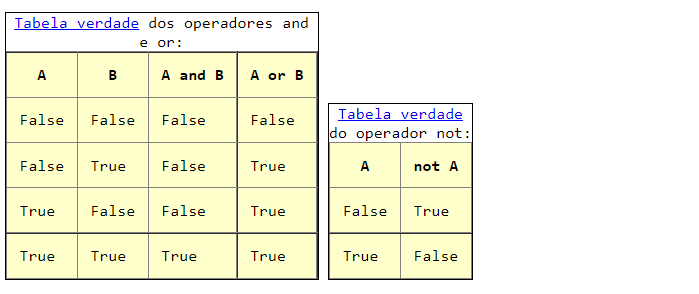 Tabela verdade dos operadores and
e or:
A B A and B A or B
False False False False
False True False True
True False False True
True True True True
Tabela verdade
do operador not:
A not A
False True
True False